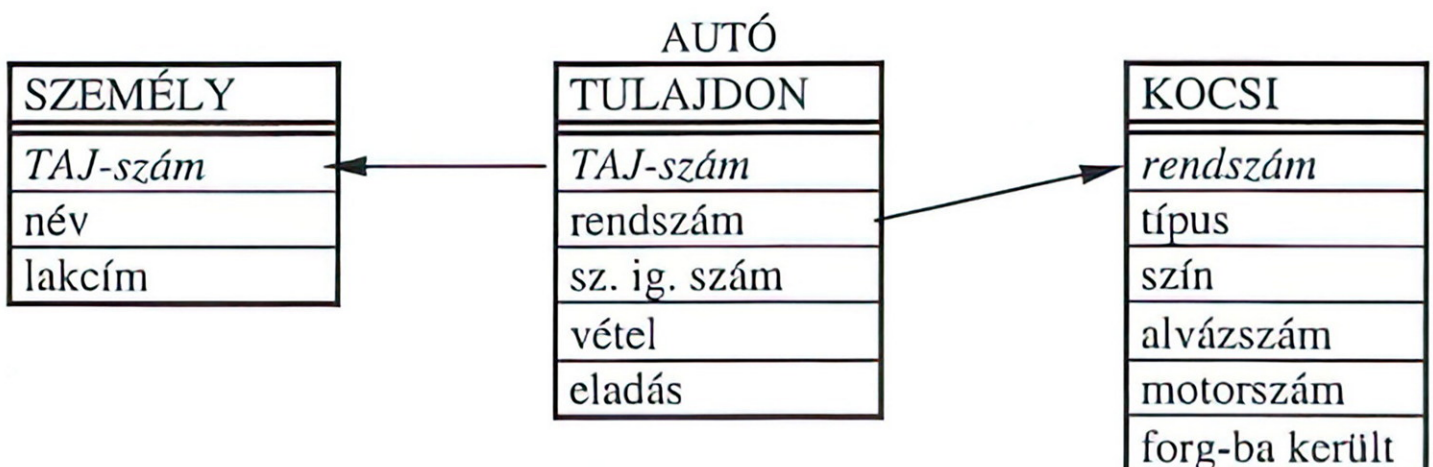 SZEMÉLY
TAJ-szám
név
lakcím
AUTÓ
TULAJDON
TAJ-szám
rendszám
sz. ig. szám
vétel
eladás
KOCSI
rendszám
típus
szín
alvázszám
motorszám
forg-ba került